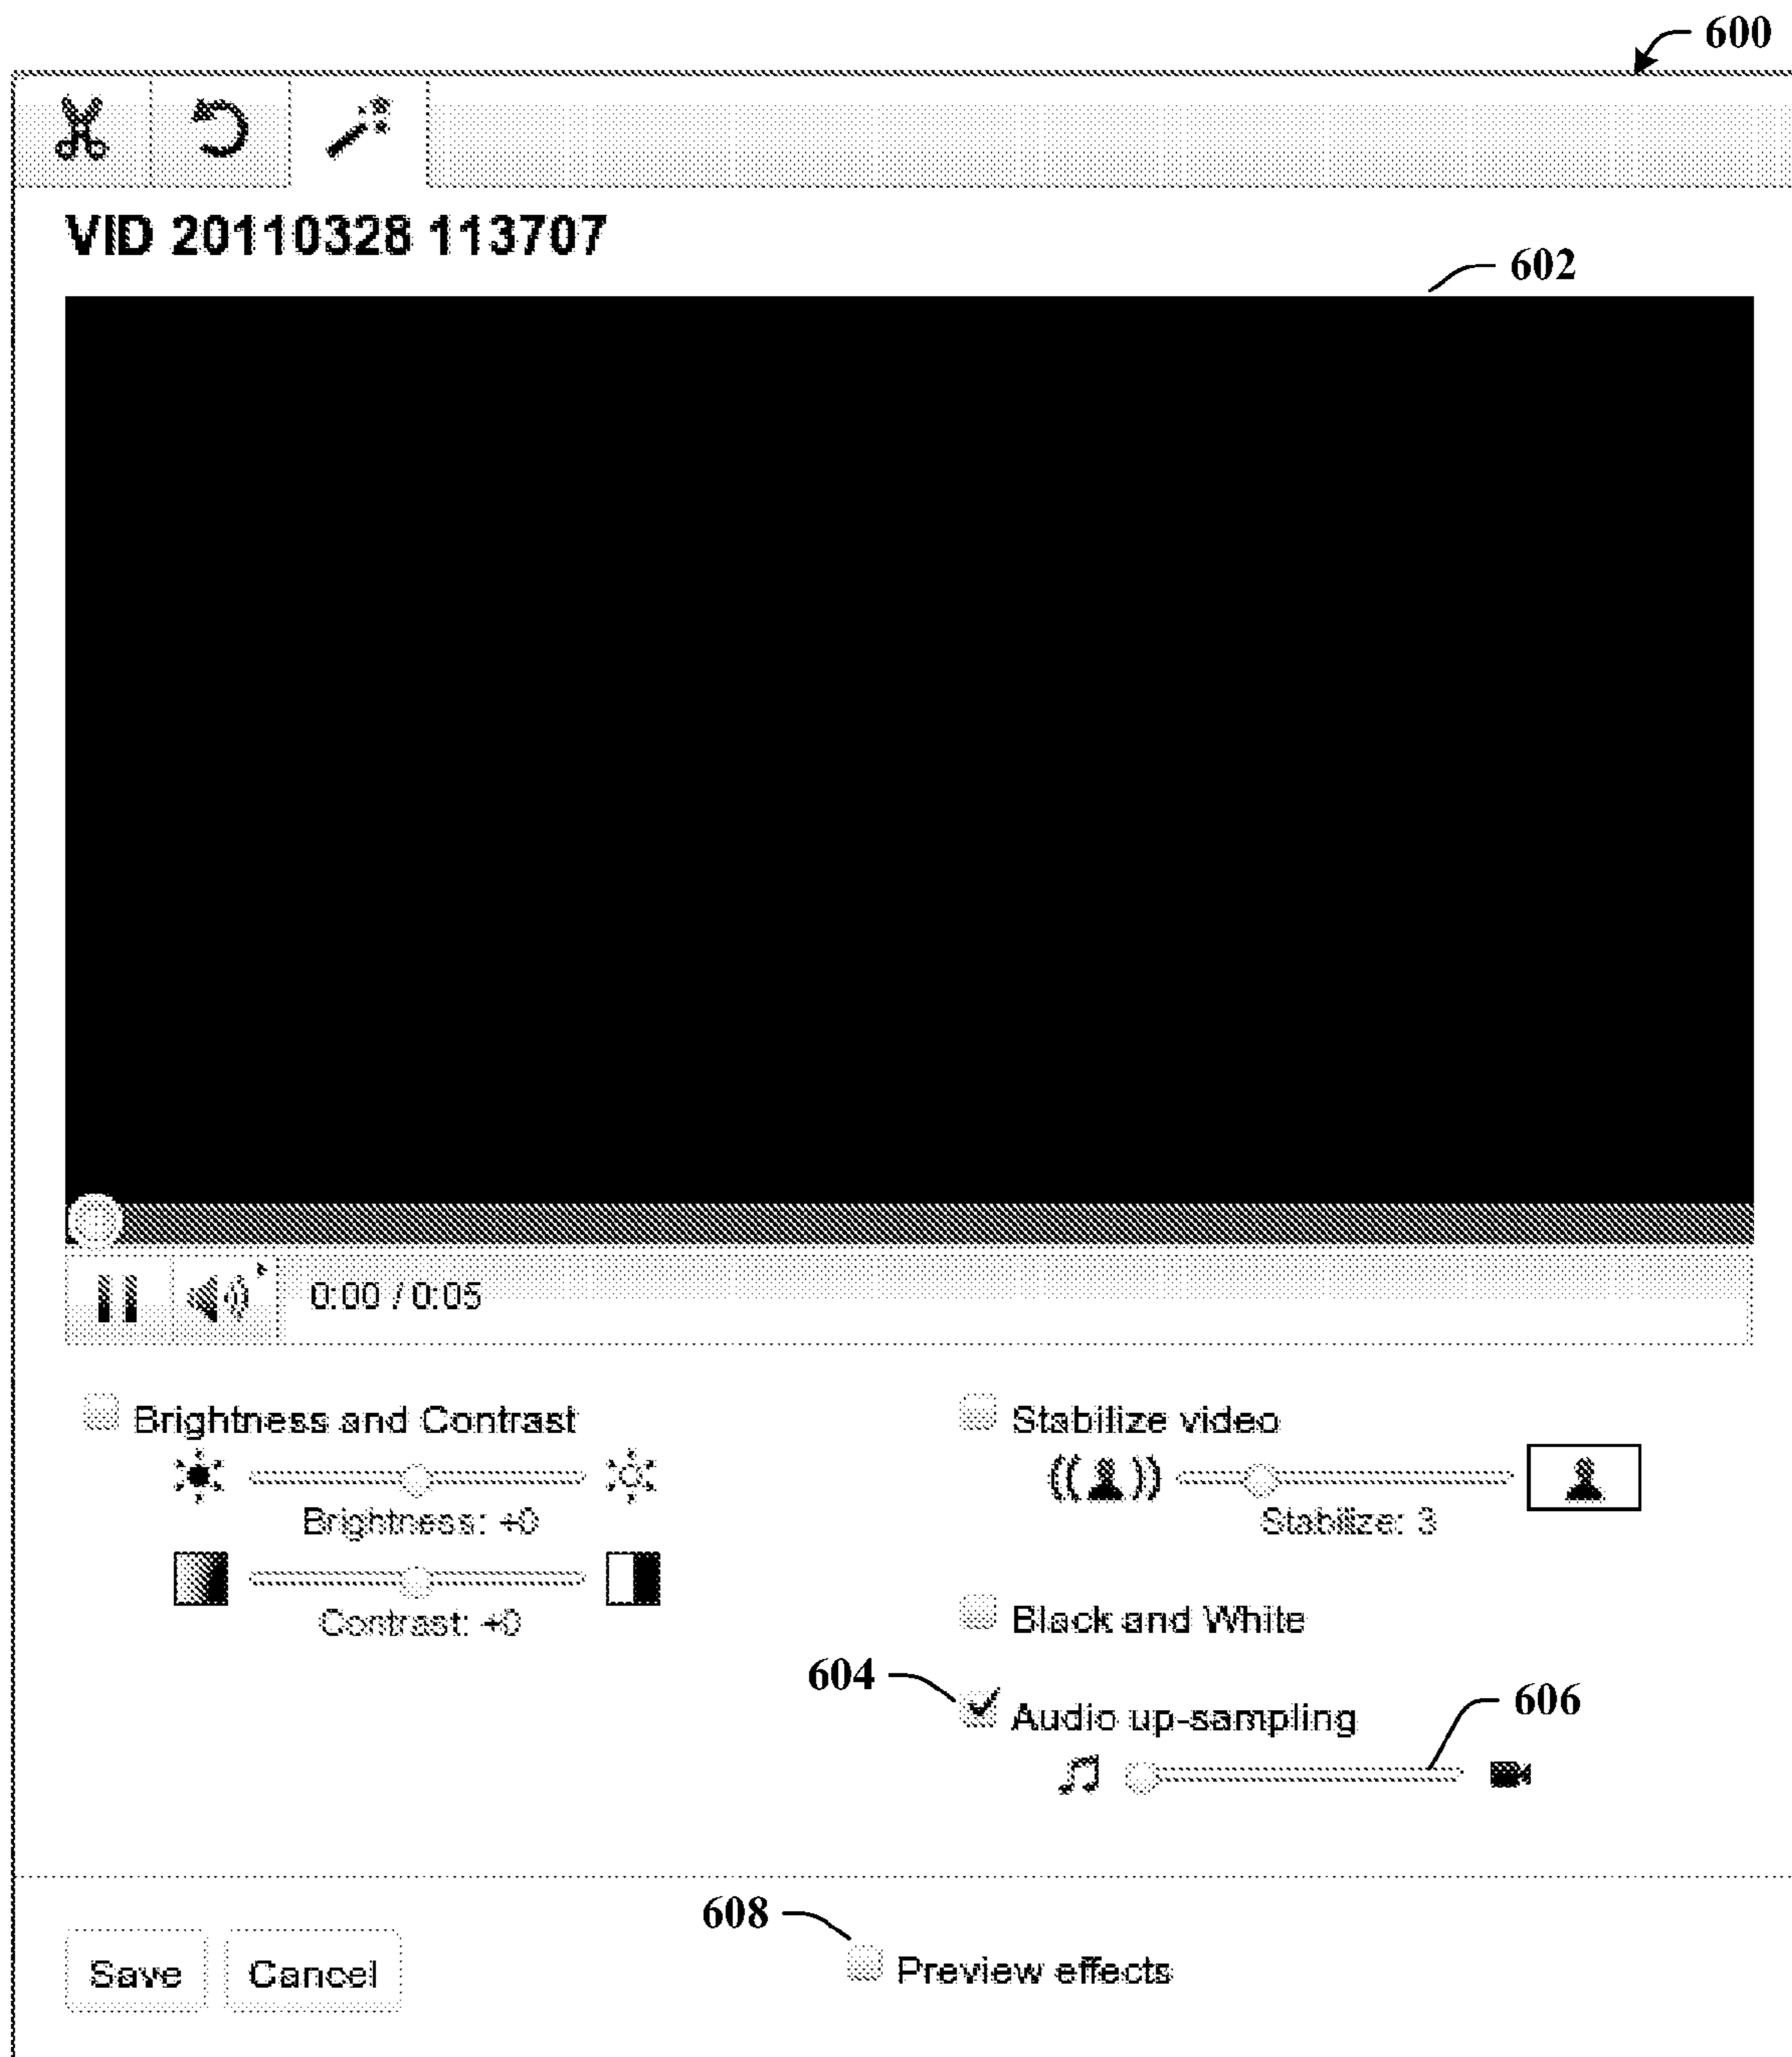 600
VID 20110328 113707
602
0:00 / 0:05
Brightness and Contrast
Brightness: +0
Contrast: +0
Stabilize video
Stabilize: 3
Black and White
604
Audio up-sampling
606
608
Save
Cancel
Preview effects